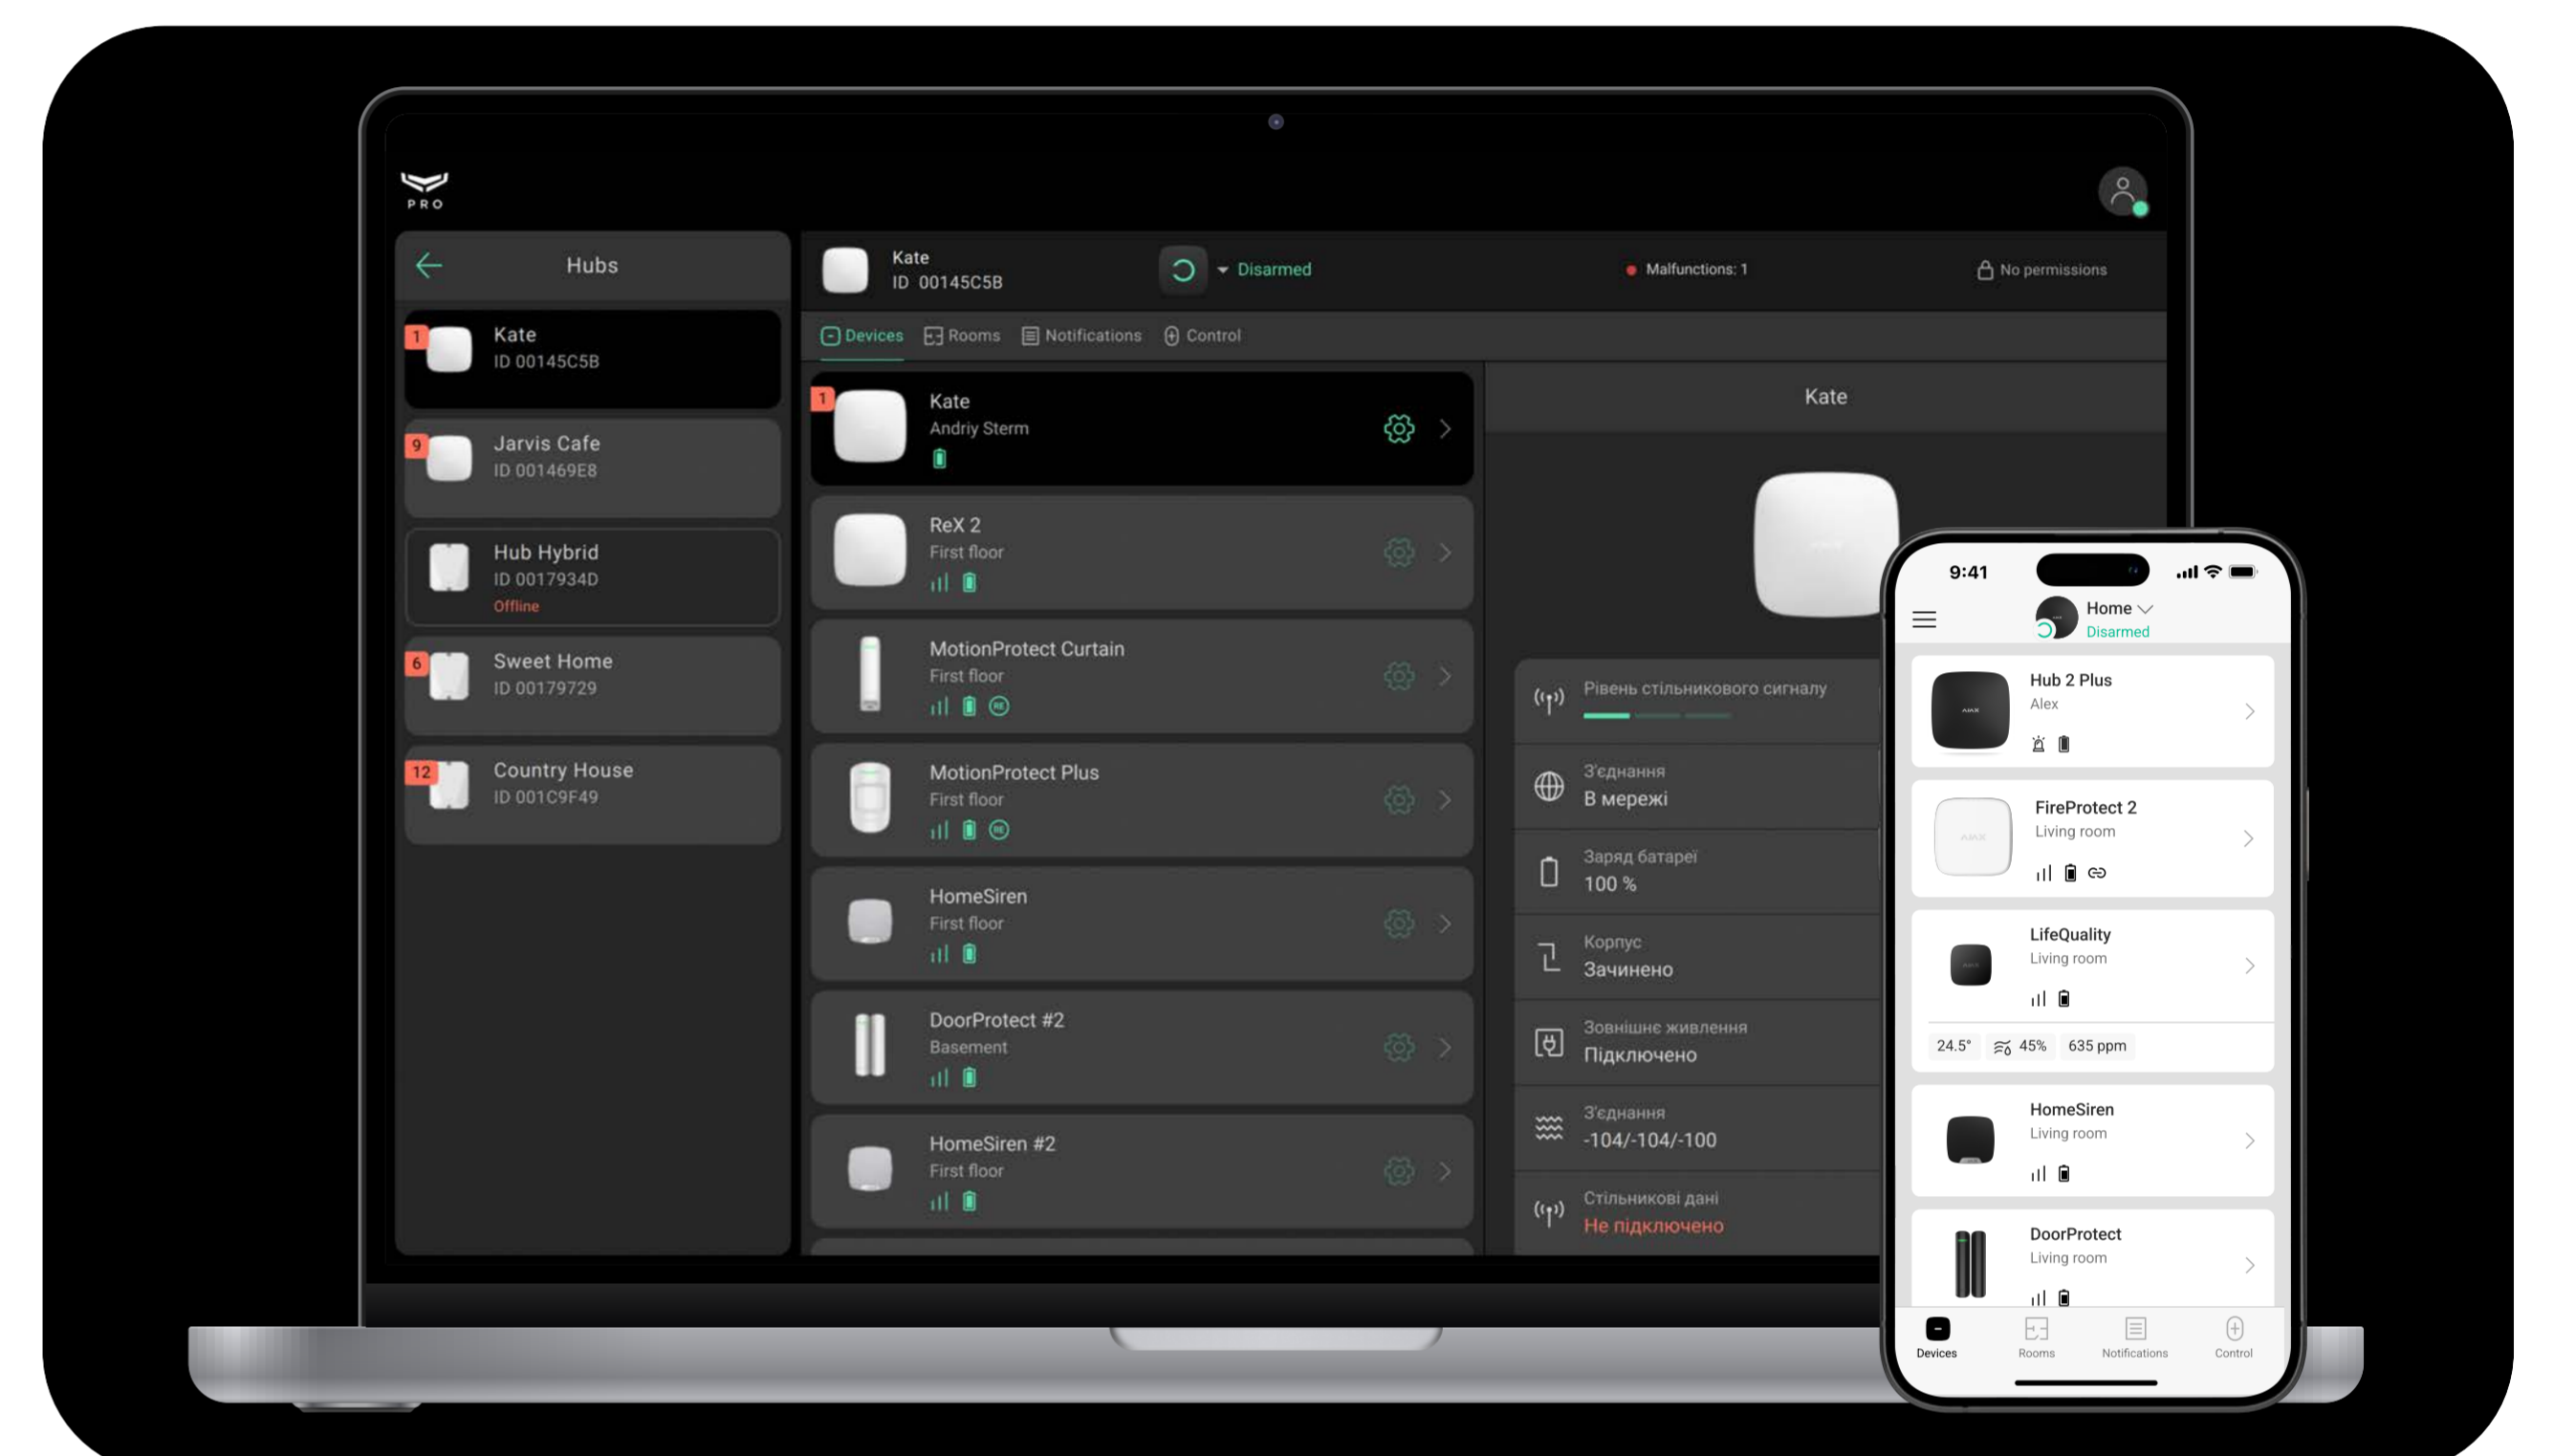 PRO
Hubs
1
Kate
ID 00145C5B
9
Jarvis Cafe
ID 001469E8
Hub Hybrid
ID 0017934D
Offline
6
Sweet Home
ID 00179729
12
Country House
ID 001C9F49
Kate
ID 00145C5B
Disarmed
Malfunctions: 1
No permissions
Devices
Rooms
Notifications
Control
1
Kate
Andriy Sterm
ReX 2
First floor
MotionProtect Curtain
First floor
RE
MotionProtect Plus
First floor
RE
HomeSiren
First floor
DoorProtect #2
Basement
HomeSiren #2
First floor
Kate
Рівень стільникового сигналу
З'єднання
В мережі
Заряд батареї
100 %
Корпус
Зачинено
Зовнішнє живлення
Підключено
З'єднання
-104/-104/-100
Стільникові дані
Не підключено
9:41
Home
Disarmed
AJAX
Hub 2 Plus
Alex
AJAX
FireProtect 2
Living room
AJAX
LifeQuality
Living room
24.5°
45%
635 ppm
HomeSiren
Living room
DoorProtect
Living room
Devices
Rooms
Notifications
Control